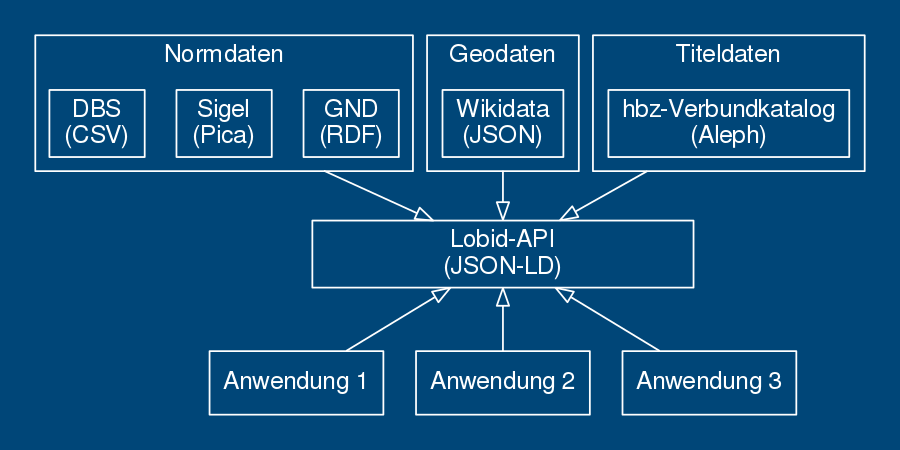 Normdaten
DBS
(CSV)
Sigel
(Pica)
GND
(RDF)
Geodaten
Wikidata
(JSON)
Titeldaten
hbz-Verbundkatalog
(Aleph)
Lobid-API
(JSON-LD)
Anwendung 1
Anwendung 2
Anwendung 3